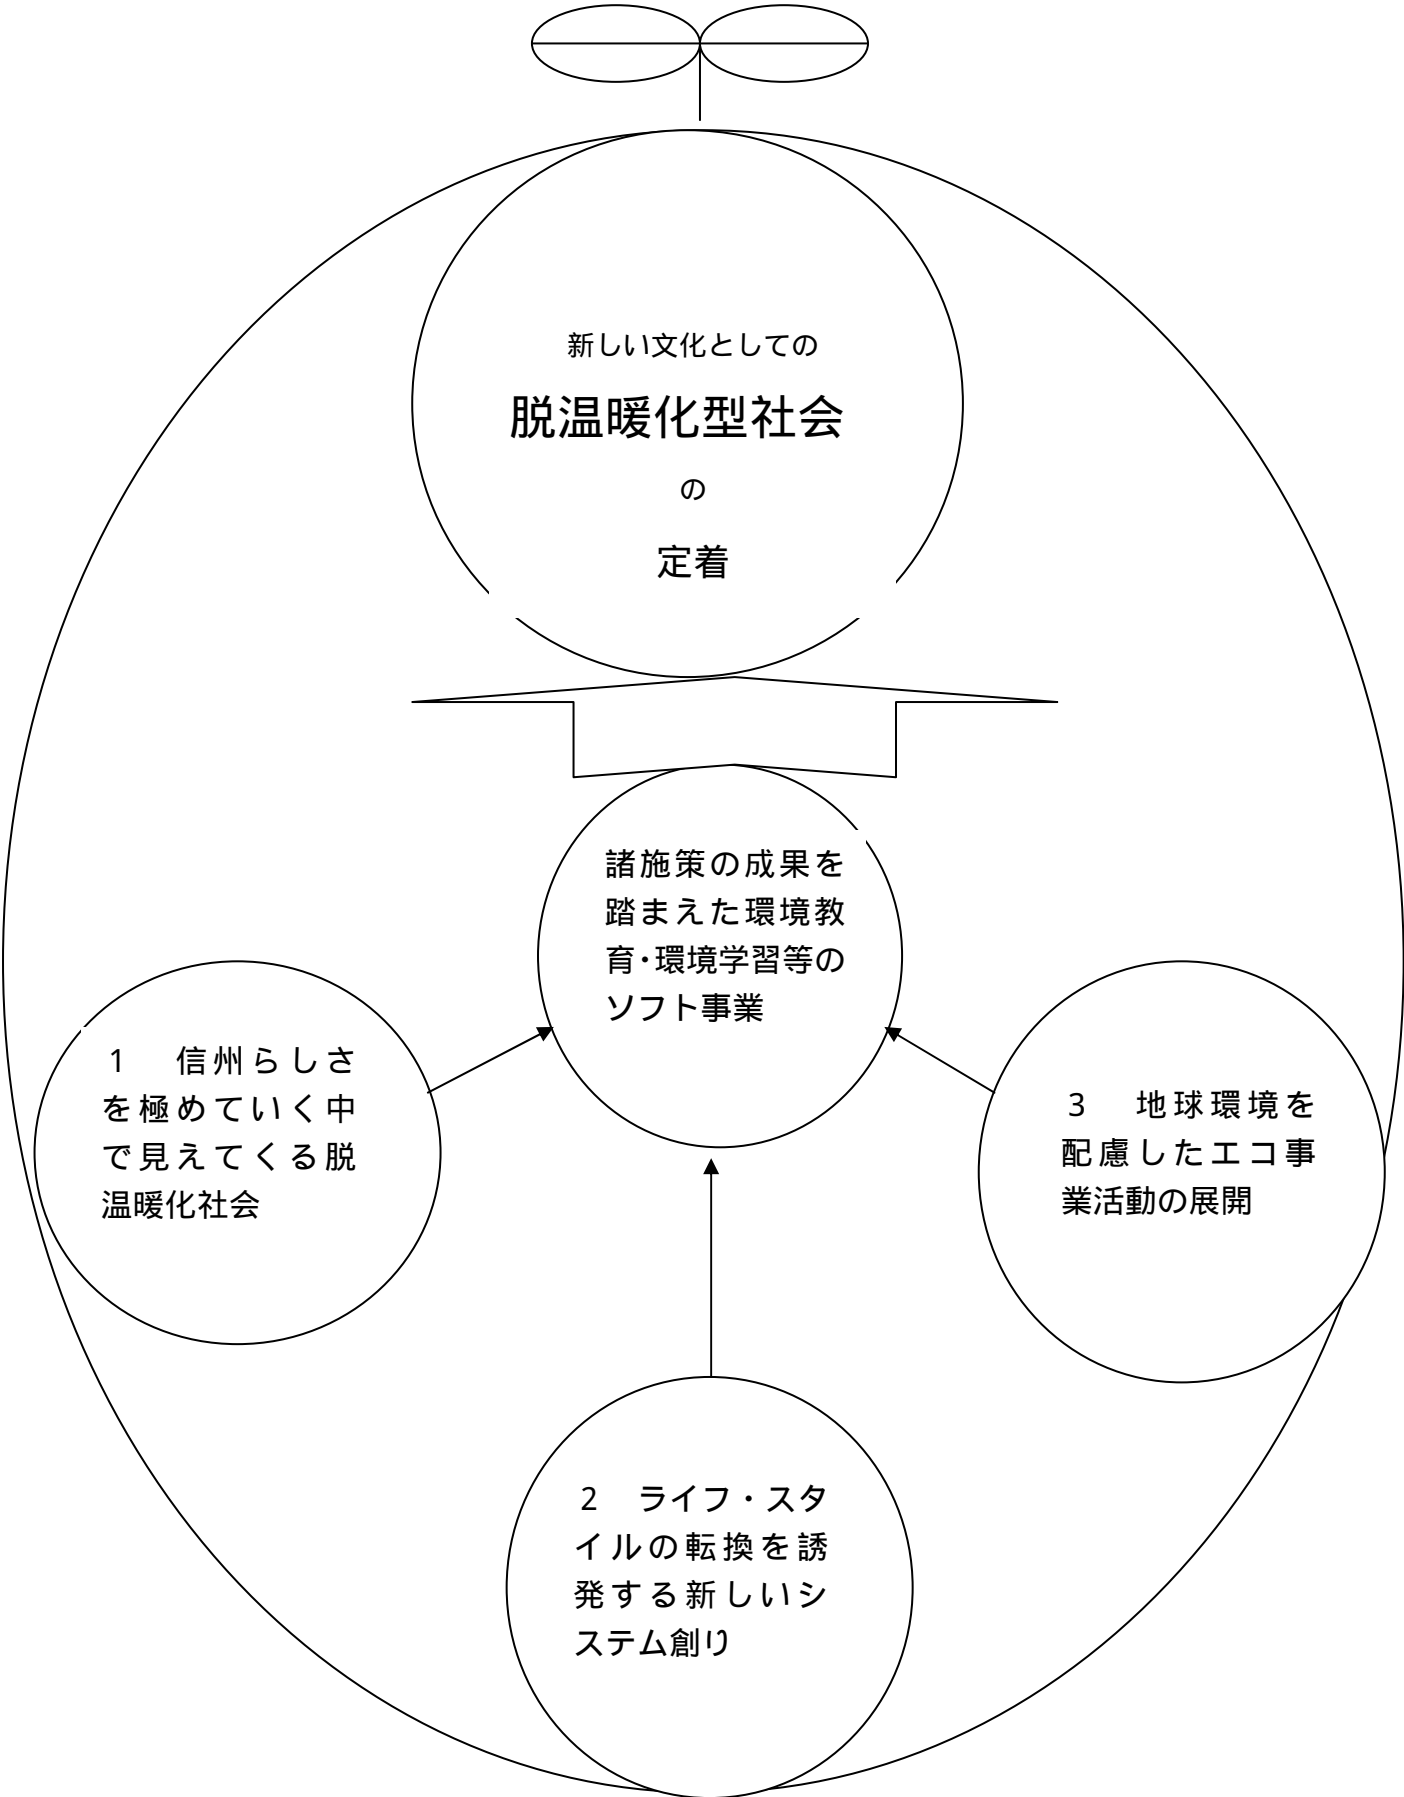 新しい文化としての
脱温暖化型社会
の
定着
諸施策の成果を
踏まえた環境教
育・環境学習等の
ソフト事業
1　信州らしさ
を極めていく中
で見えてくる脱
温暖化社会
3　地球環境を
配慮したエコ事
業活動の展開
2　ライフ・スタ
イルの転換を誘
発する新しいシ
ステム創り